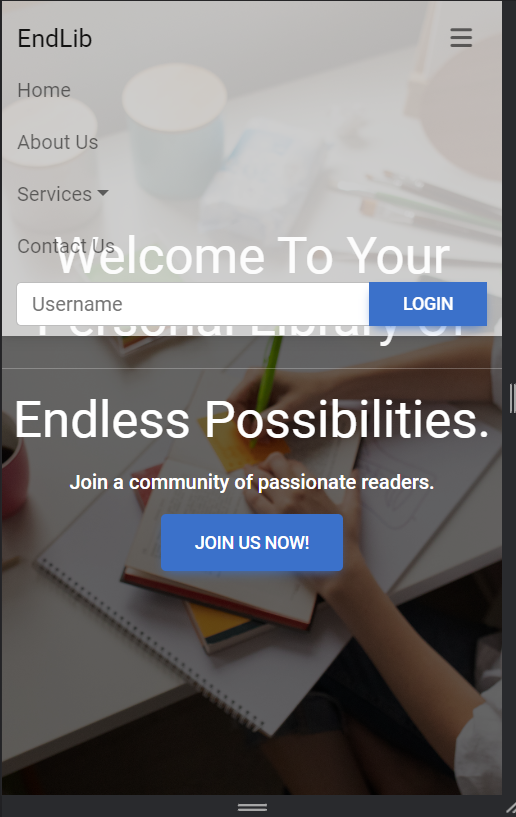 EndLib
Home
About Us
Services
Contact Us
Welcome To Your
Username
LOGIN
Personal Library Of
Endless Possibilities.
Join a community of passionate readers.
JOIN US NOW!